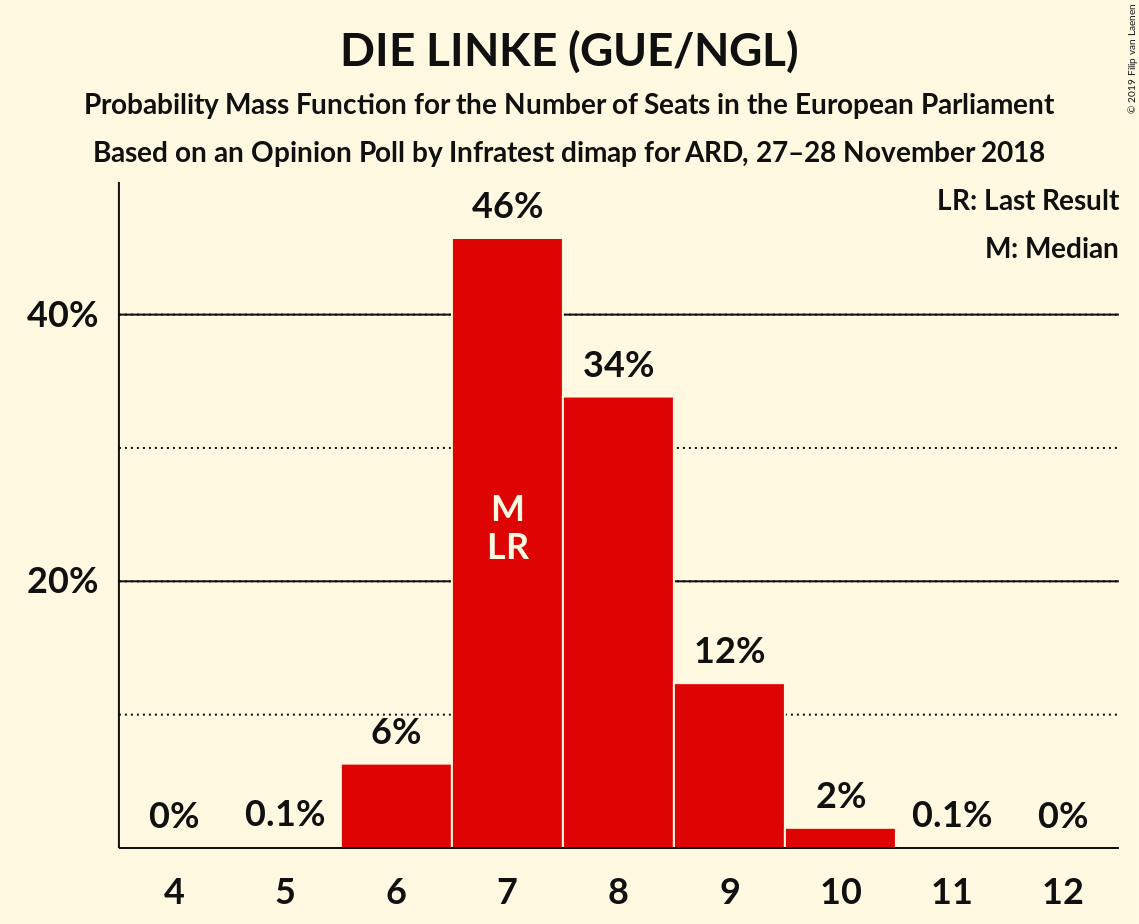 DIE LINKE (GUE/NGL)
Probability Mass Function for the Number of Seats in the European Parliament
Based on an Opinion Poll by Infratest dimap for ARD, 27–28 November 2018
© 2019 Filip van Laenen
LR: Last Result
M: Median
40%
20%
0%
0.1%
6%
46%
M
LR
34%
12%
2%
0.1%
0%
4 5 6 7 8 9 10 11 12